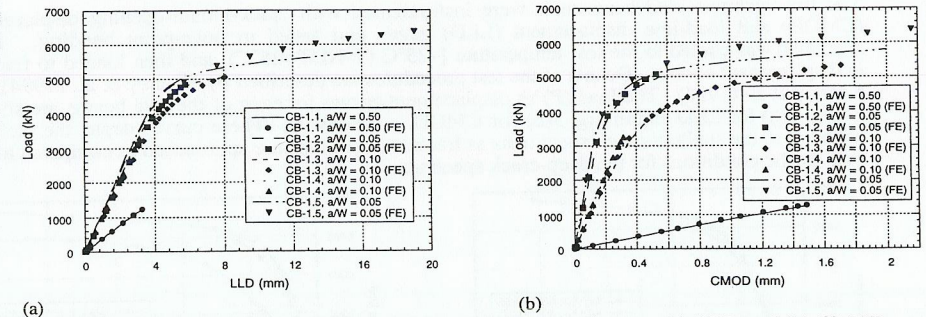 7000
6000
5000
4000
3000
2000
1000
0
Load (kN)
0
4
8
12
16
20
LLD (mm)
CB-1.1, a/W = 0.50
CB-1.1, a/W = 0.50 (FE)
CB-1.2, a/W = 0.05
CB-1.2, a/W = 0.05 (FE)
CB-1.3, a/W = 0.10
CB-1.3, a/W = 0.10 (FE)
CB-1.4, a/W = 0.10
CB-1.4, a/W = 0.10 (FE)
CB-1.5, a/W = 0.05
CB-1.5, a/W = 0.05 (FE)
(a)
7000
6000
5000
4000
3000
2000
1000
0
Load (kN)
0
0.4
0.8
1.2
1.6
2
CMOD (mm)
CB-1.1, a/W = 0.50
CB-1.1, a/W = 0.50 (FE)
CB-1.2, a/W = 0.05
CB-1.2, a/W = 0.05 (FE)
CB-1.3, a/W = 0.10
CB-1.3, a/W = 0.10 (FE)
CB-1.4, a/W = 0.10
CB-1.4, a/W = 0.10 (FE)
CB-1.5, a/W = 0.05
CB-1.5, a/W = 0.05 (FE)
(b)